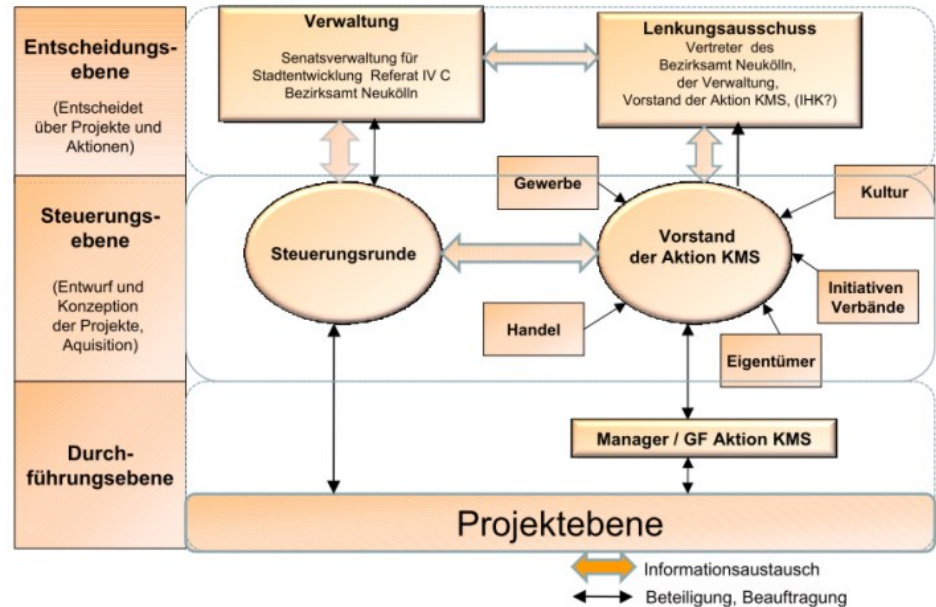 Entscheidungs-
ebene
(Entscheidet
über Projekte und
Aktionen)
Verwaltung
Senatsverwaltung für
Stadtentwicklung Referat IV C
Bezirksamt Neukölln
Lenkungsausschuss
Vertreter des
Bezirksamt Neukölln,
der Verwaltung,
Vorstand der Aktion KMS, (IHK?)
Steuerungs-
ebene
(Entwurf und
Konzeption
der Projekte,
Aquisition)
Steuerungsrunde
Gewerbe
Kultur
Vorstand
der Aktion KMS
Initiativen
Verbände
Handel
Eigentümer
Durch-
führungsebene
Manager / GF Aktion KMS
Projektebene
Informationsaustausch
Beteiligung, Beauftragung